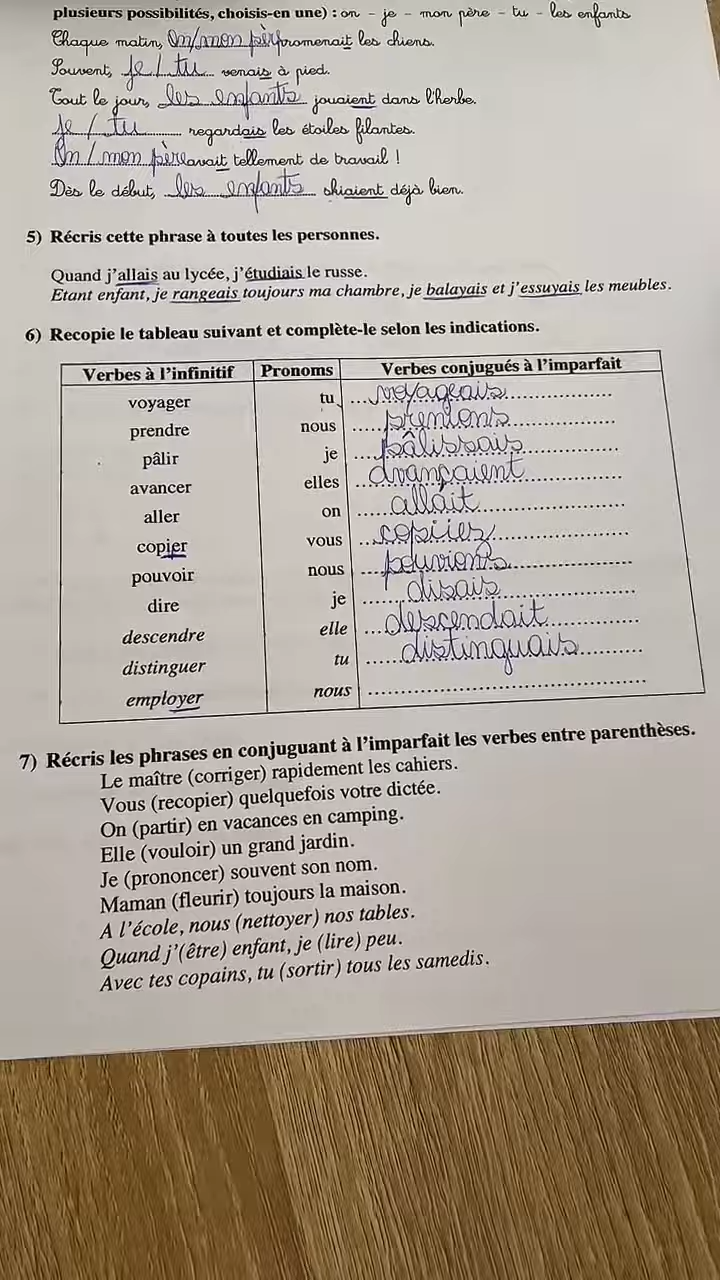 plusieurs possibilités, choisis-en une) : on - je - mon père - tu - les enfants
Chaque matin, On/mon père promenait les chiens.
Souvent, je / tu venais à pied.
Tout le jour, les enfants jouaient dans l'herbe.
Je / Tu regardais les étoiles filantes.
On / mon père avait tellement de travail !
Dès le début, les enfants skiaient déjà bien.
5) Récris cette phrase à toutes les personnes.
Quand j'allais au lycée, j'étudiais le russe.
Etant enfant, je rangeais toujours ma chambre, je balayais et j'essuyais les meubles.
6) Recopie le tableau suivant et complète-le selon les indications.
Verbes à l'infinitif Pronoms Verbes conjugués à l'imparfait
voyager tu voyageais
prendre nous prenions
pâlir je pâlissais
avancer elles avançaient
aller on allait
copier vous copiiez
pouvoir nous pouvions
dire je disais
descendre elle descendait
distinguer tu distinguais
employer nous
7) Récris les phrases en conjuguant à l'imparfait les verbes entre parenthèses.
Le maître (corriger) rapidement les cahiers.
Vous (recopier) quelquefois votre dictée.
On (partir) en vacances en camping.
Elle (vouloir) un grand jardin.
Je (prononcer) souvent son nom.
Maman (fleurir) toujours la maison.
A l'école, nous (nettoyer) nos tables.
Quand j'(être) enfant, je (lire) peu.
Avec tes copains, tu (sortir) tous les samedis.